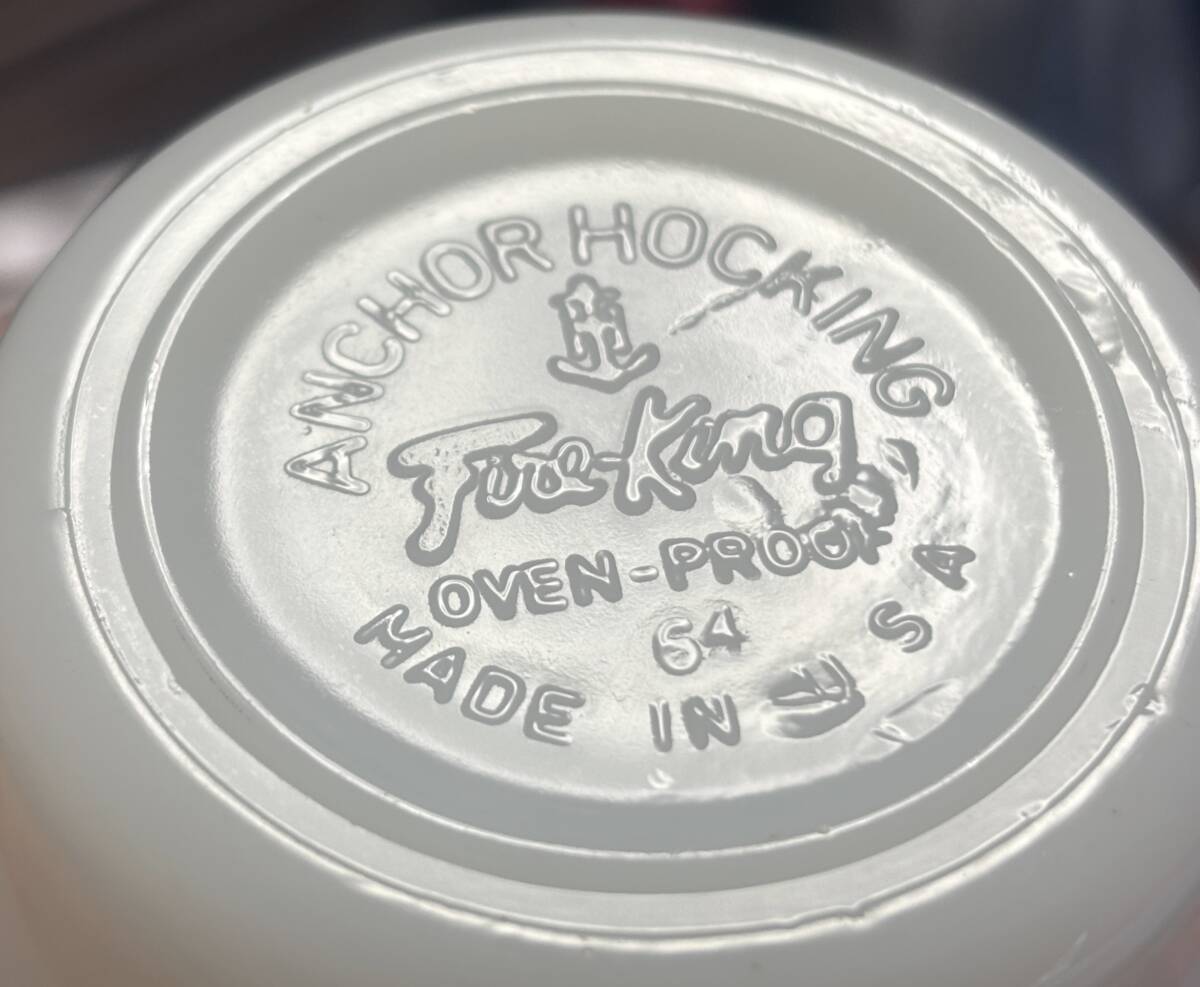 ANCHOR HOCKING
Fire-King
OVEN-PROOF
64
MADE IN U S A